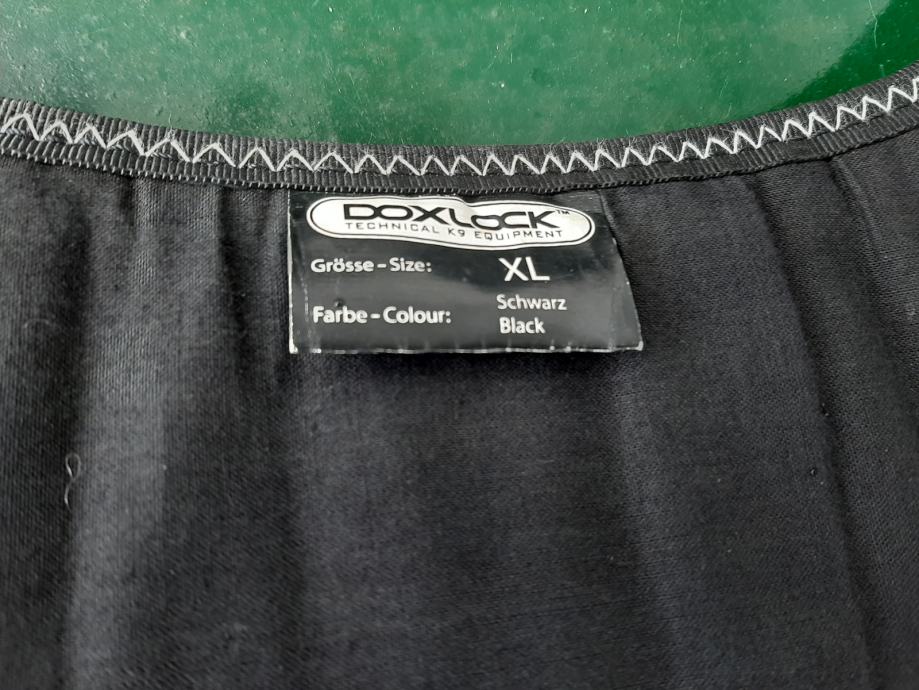 DOXLOCK™
TECHNICAL K9 EQUIPMENT
Grösse - Size: XL
Farbe - Colour: Schwarz
Black